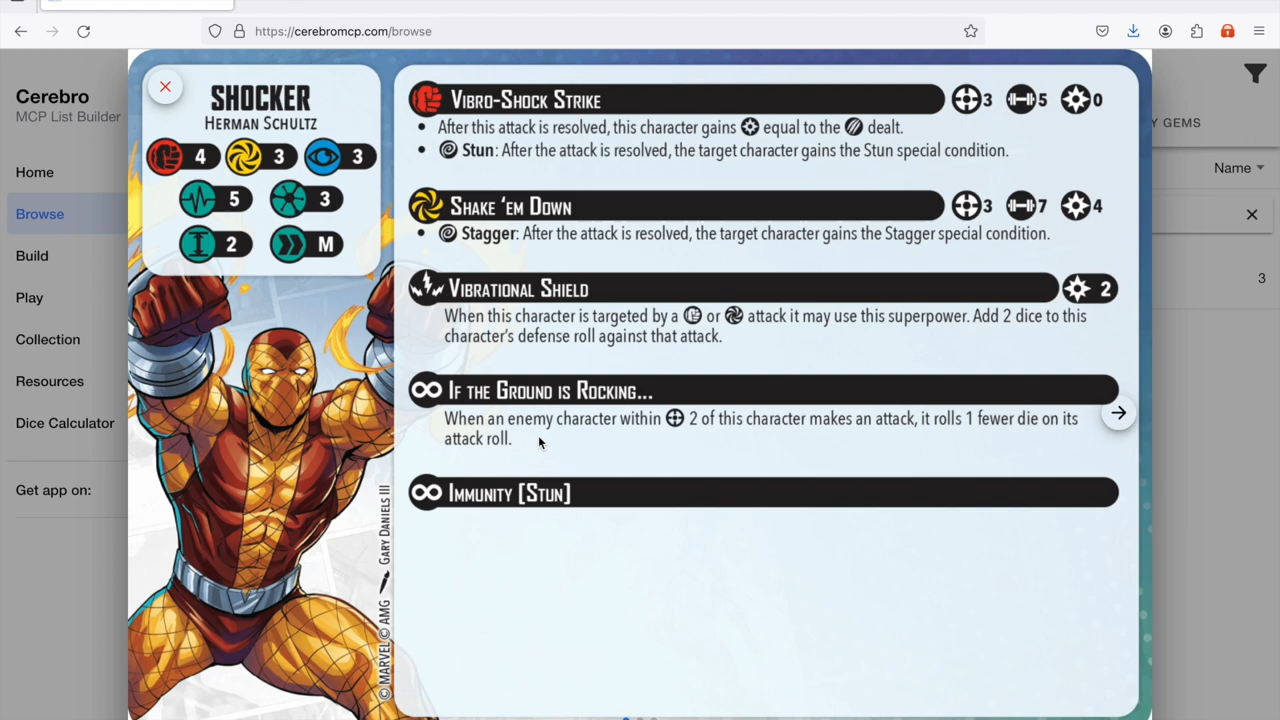 https://cerebromcp.com/browse
Cerebro
MCP List Builder
Home
Browse
Build
Play
Collection
Resources
Dice Calculator
Get app on:
Y GEMS
Name
3
SHOCKER
HERMAN SCHULTZ
4 3 3
5 3
2 M
© MARVEL © AMG GARY DANIELS III
VIBRO-SHOCK STRIKE 3 5 0
• After this attack is resolved, this character gains equal to the dealt.
• Stun: After the attack is resolved, the target character gains the Stun special condition.
SHAKE 'EM DOWN 3 7 4
• Stagger: After the attack is resolved, the target character gains the Stagger special condition.
VIBRATIONAL SHIELD 2
When this character is targeted by a or attack it may use this superpower. Add 2 dice to this
character's defense roll against that attack.
IF THE GROUND IS ROCKING...
When an enemy character within 2 of this character makes an attack, it rolls 1 fewer die on its
attack roll.
IMMUNITY [STUN]